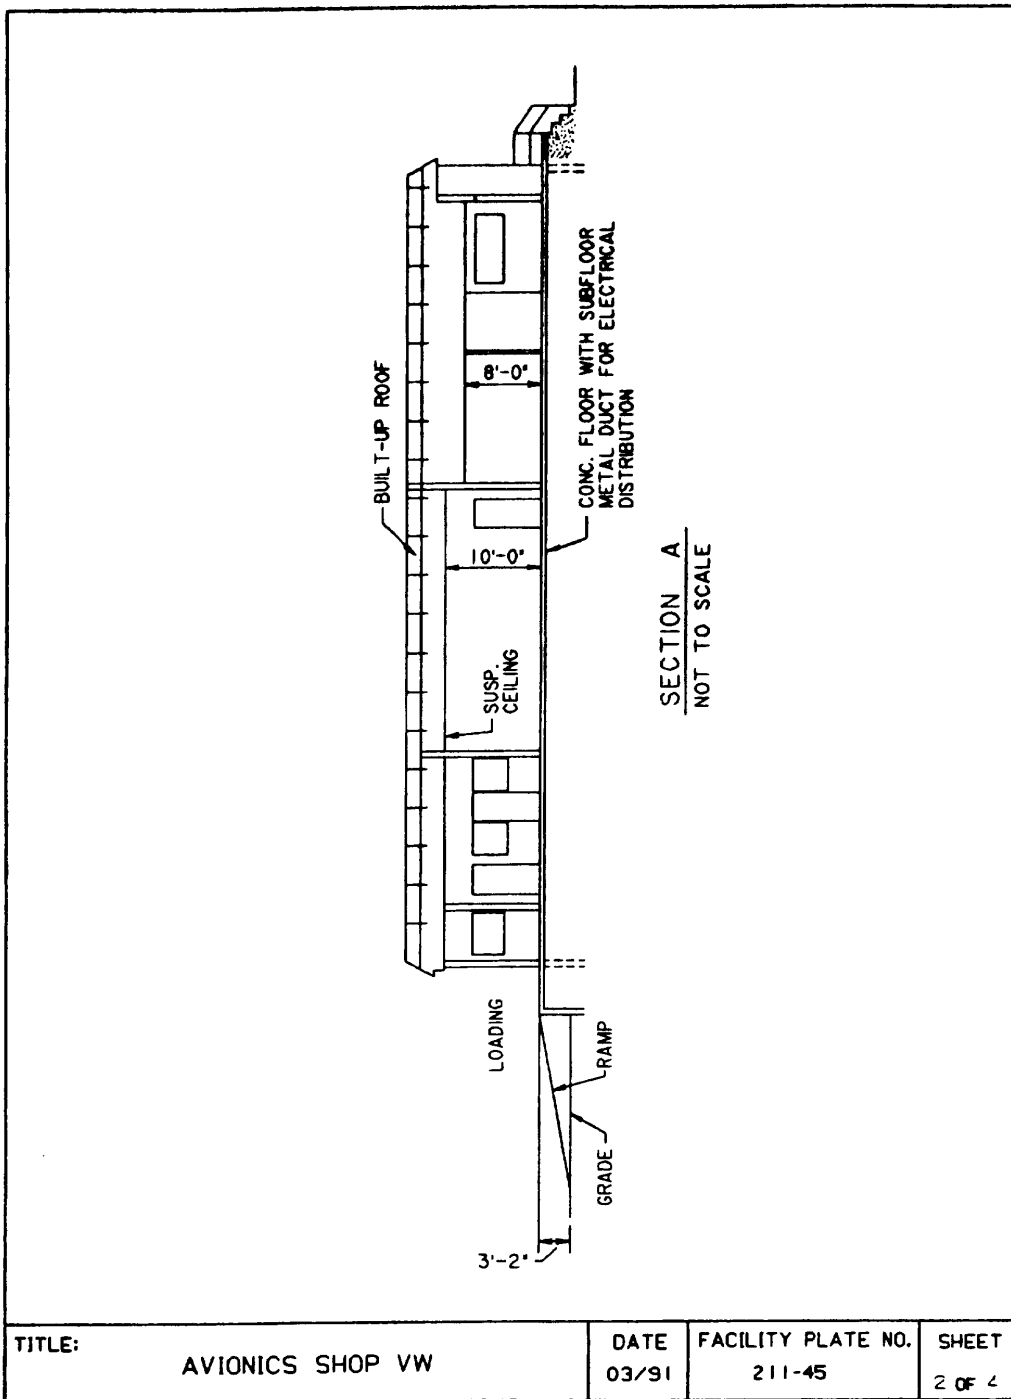 BUILT-UP ROOF
8'-0"
CONC. FLOOR WITH SUBFLOOR
METAL DUCT FOR ELECTRICAL
DISTRIBUTION
10'-0"
SUSP.
CEILING
SECTION A
NOT TO SCALE
LOADING
RAMP
GRADE
3'-2"
TITLE:
AVIONICS SHOP VW
DATE
03/91
FACILITY PLATE NO.
211-45
SHEET
2 OF